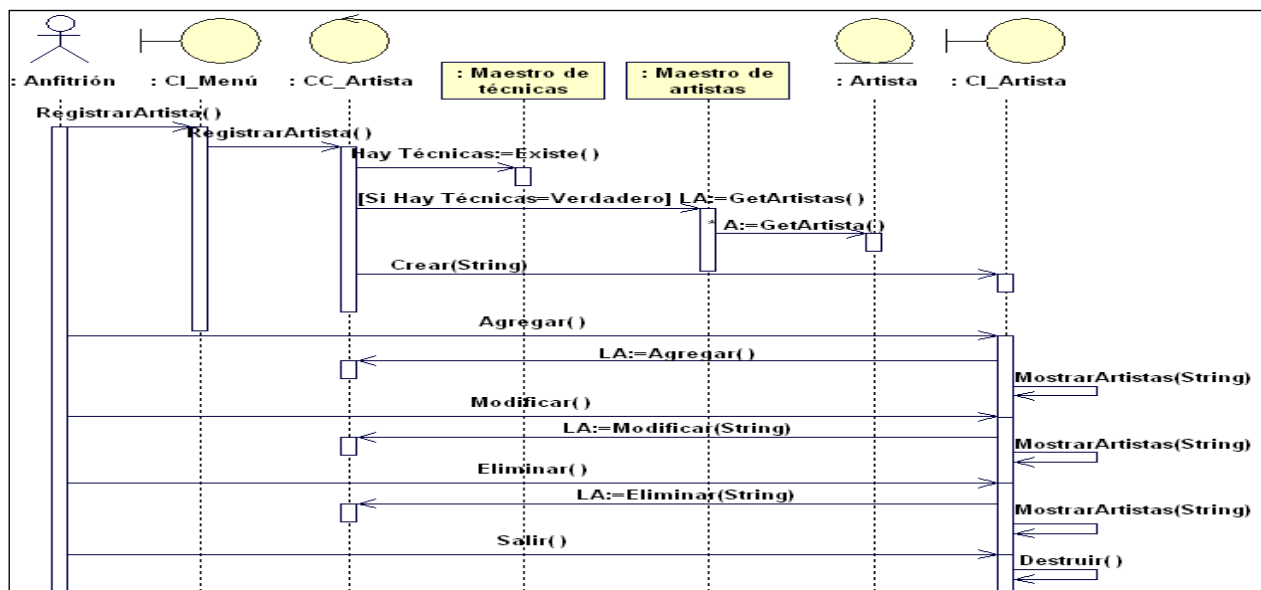 : Anfitrión
: CI_Menú
: CC_Artista
: Maestro de
técnicas
: Maestro de
artistas
: Artista
: CI_Artista
RegistrarArtista()
RegistrarArtista()
Hay Técnicas:=Existe()
[Si Hay Técnicas=Verdadero] LA:=GetArtistas()
* A:=GetArtista()
Crear(String)
Agregar()
LA:=Agregar()
MostrarArtistas(String)
Modificar()
LA:=Modificar(String)
MostrarArtistas(String)
Eliminar()
LA:=Eliminar(String)
MostrarArtistas(String)
Salir()
Destruir()